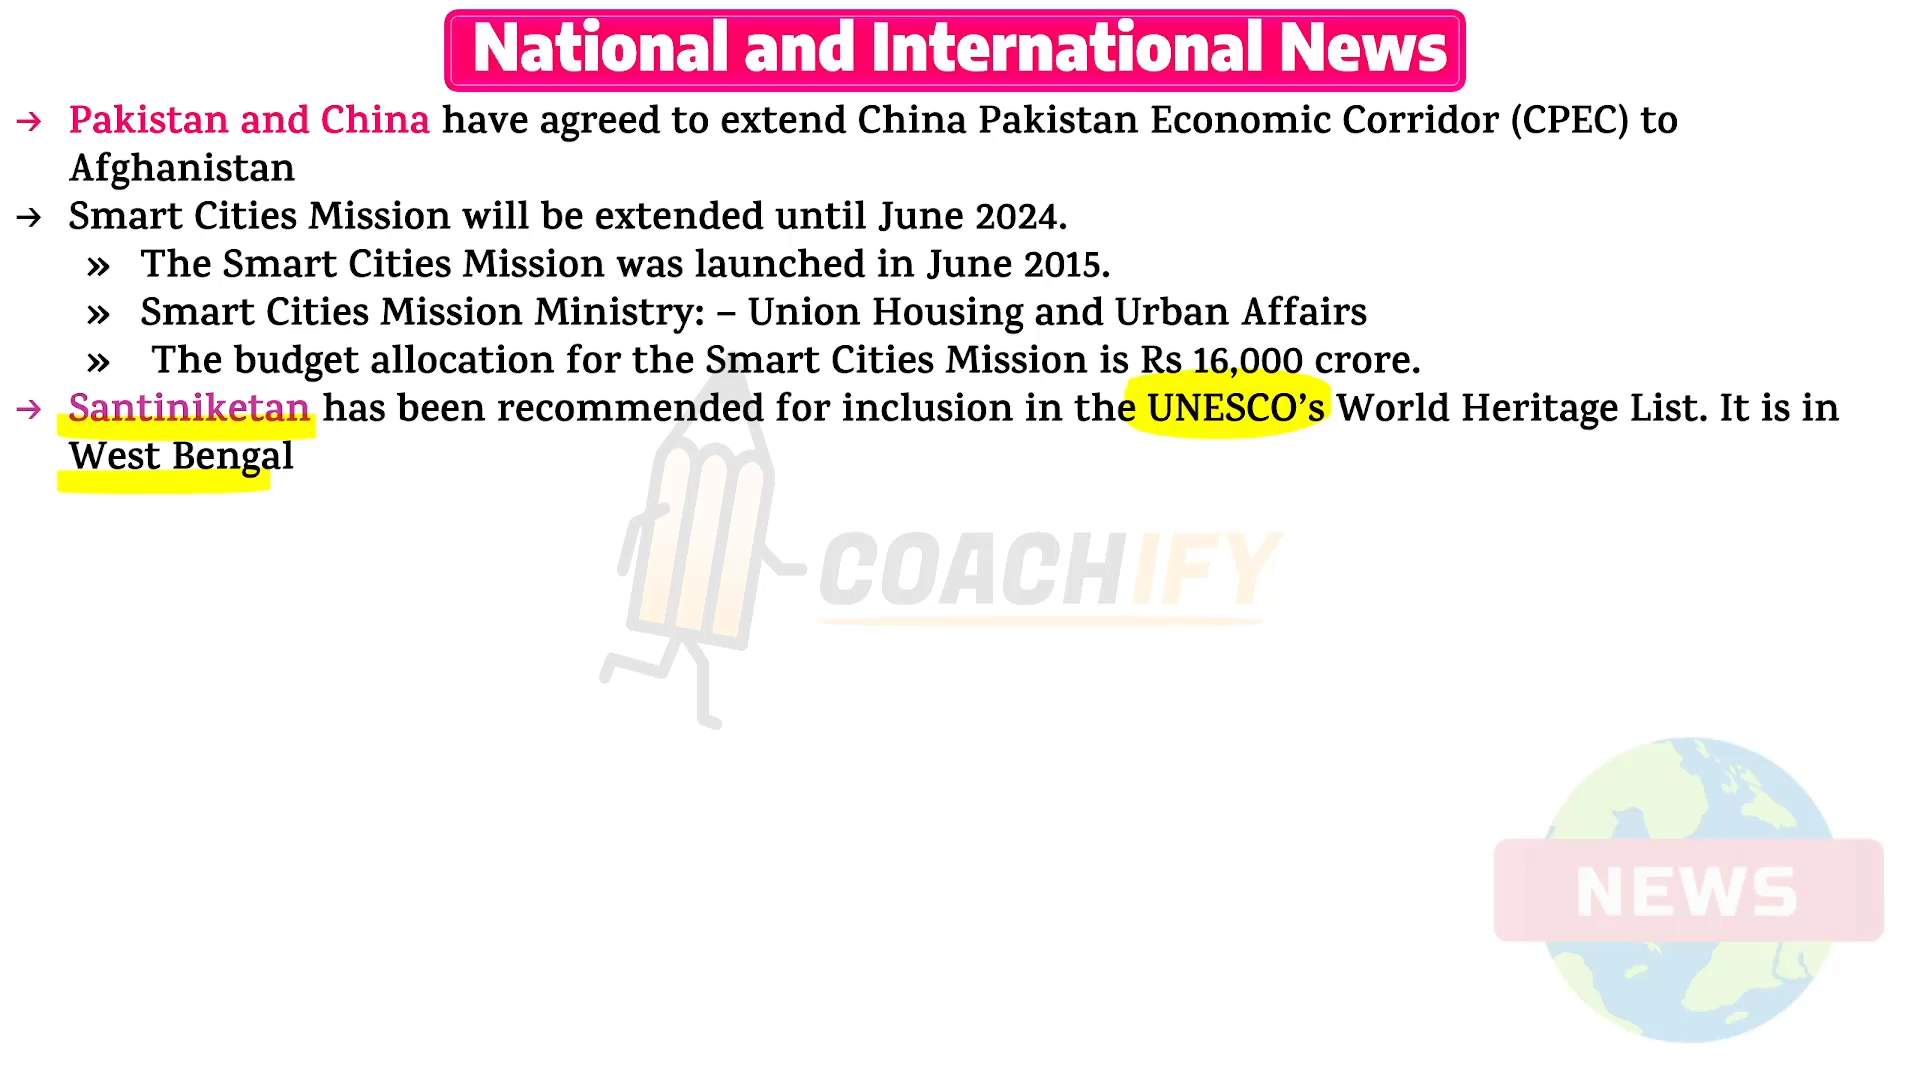 National and International News
→ Pakistan and China have agreed to extend China Pakistan Economic Corridor (CPEC) to
Afghanistan
→ Smart Cities Mission will be extended until June 2024.
» The Smart Cities Mission was launched in June 2015.
» Smart Cities Mission Ministry: – Union Housing and Urban Affairs
» The budget allocation for the Smart Cities Mission is Rs 16,000 crore.
→ Santiniketan has been recommended for inclusion in the UNESCO’s World Heritage List. It is in
West Bengal
COACHIFY
NEWS